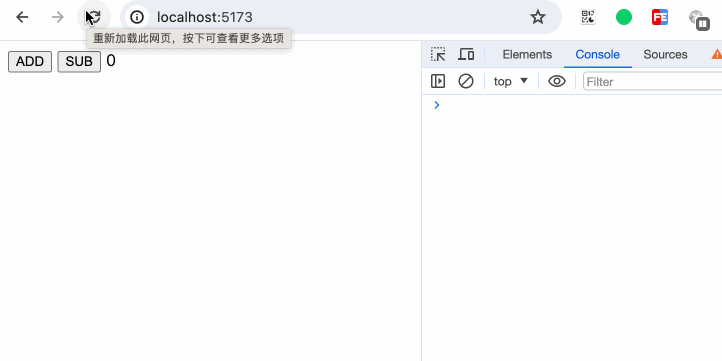 localhost:5173
重新加载此网页，按下可查看更多选项
ADD SUB 0
Elements Console Sources
top Filter
FE